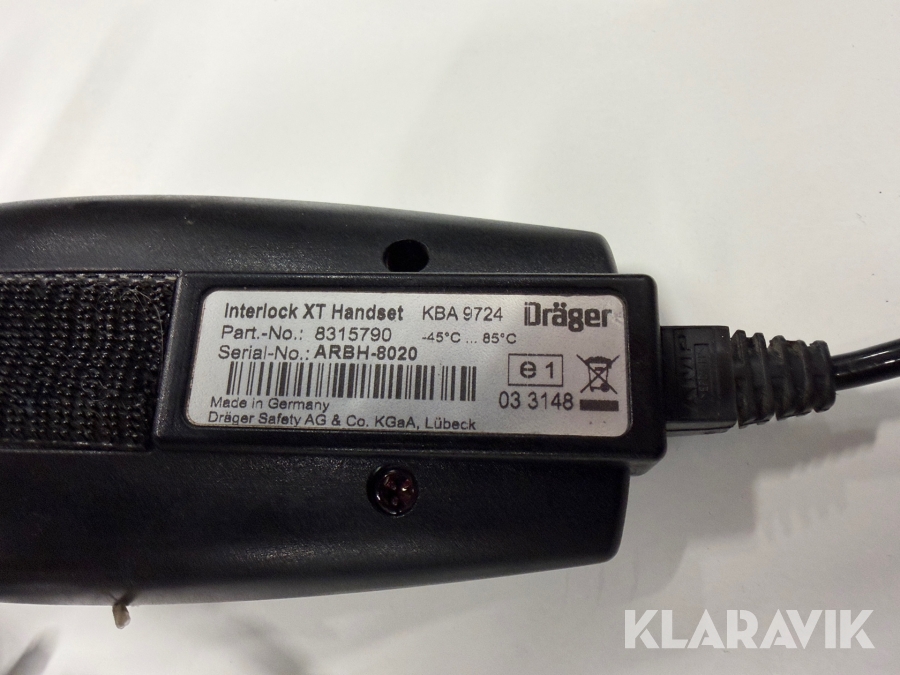 Interlock XT Handset KBA 9724 Dräger
Part.-No.: 8315790 -45°C ... 85°C
Serial-No.: ARBH-8020
e1
03 3148
Made in Germany
Dräger Safety AG & Co. KGaA, Lübeck
KLARAVIK